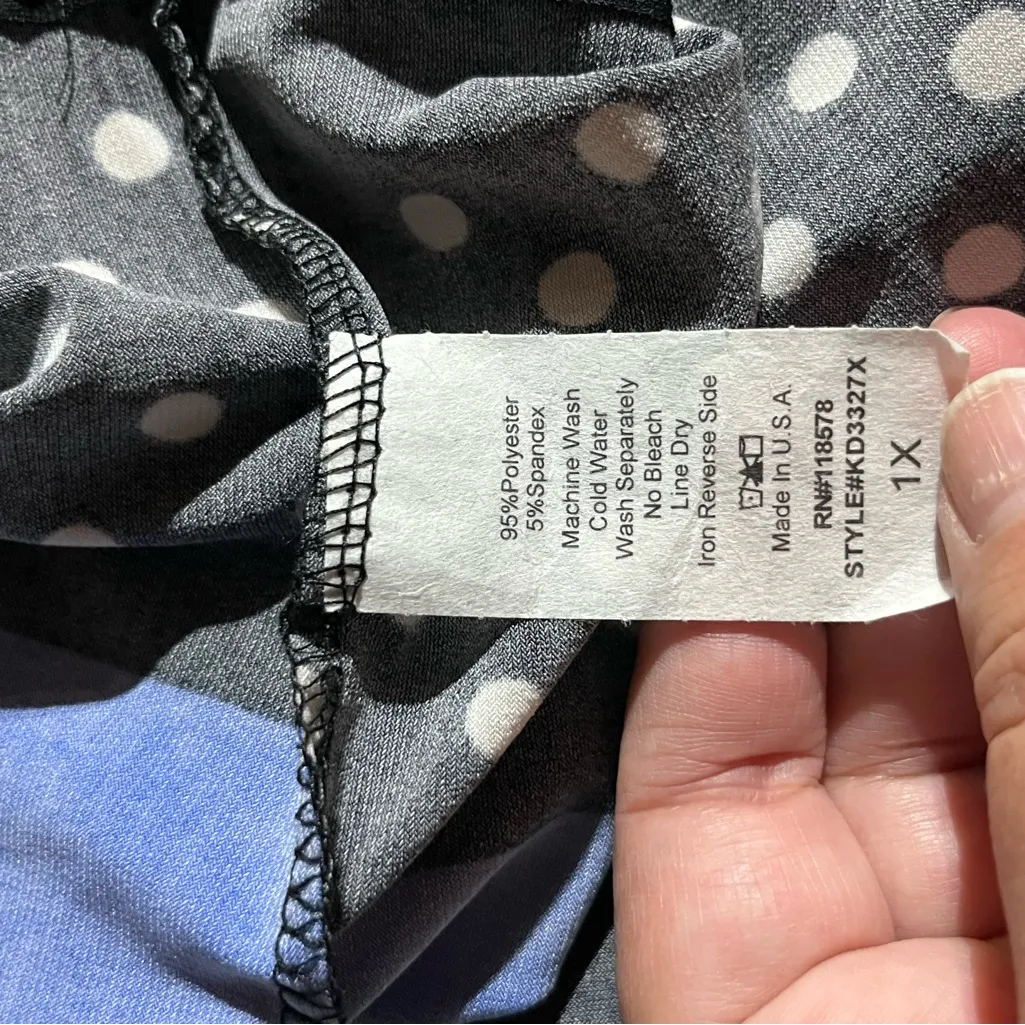 95%Polyester
5%Spandex
Machine Wash
Cold Water
Wash Separately
No Bleach
Line Dry
Iron Reverse Side
Made In U.S.A.
RN#118578
STYLE#KD3327X
1X